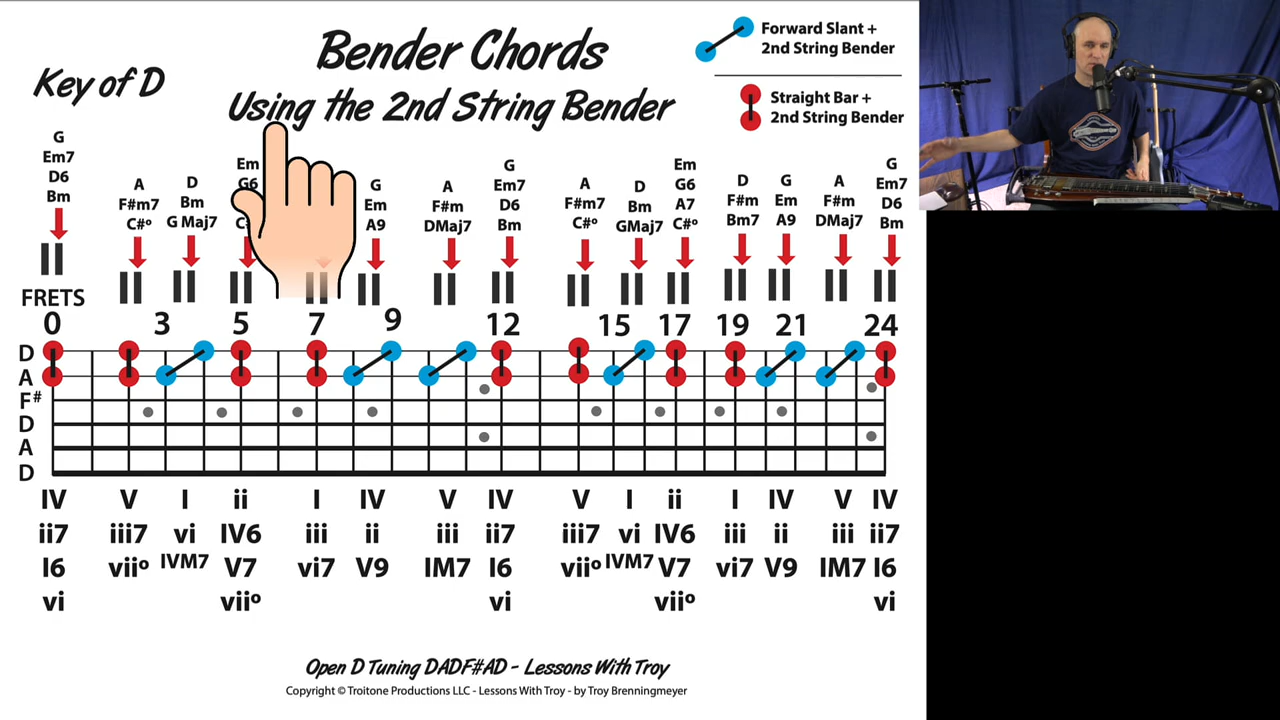 Bender Chords
Using the 2nd String Bender
Key of D
Forward Slant +
2nd String Bender
Straight Bar +
2nd String Bender
G
Em7
D6
Bm
A
F#m7
C#º
D
Bm
G Maj7
Em
G6
G
Em
A9
A
F#m
DMaj7
G
Em7
D6
Bm
A
F#m7
C#º
D
Bm
GMaj7
Em
G6
A7
C#º
D
F#m
Bm7
G
Em
A9
A
F#m
DMaj7
G
Em7
D6
Bm
FRETS
0 3 5 7 9 12 15 17 19 21 24
D
A
F#
D
A
D
IV V I ii I IV V IV V I ii I IV V IV
ii7 iii7 vi IV6 iii ii iii ii7 iii7 vi IV6 iii ii iii ii7
I6 viiº IVM7 V7 vi7 V9 IM7 I6 viiº IVM7 V7 vi7 V9 IM7 I6
vi viiº vi viiº vi
Open D Tuning DADF#AD - Lessons With Troy
Copyright © Troitone Productions LLC - Lessons With Troy - by Troy Brenningmeyer